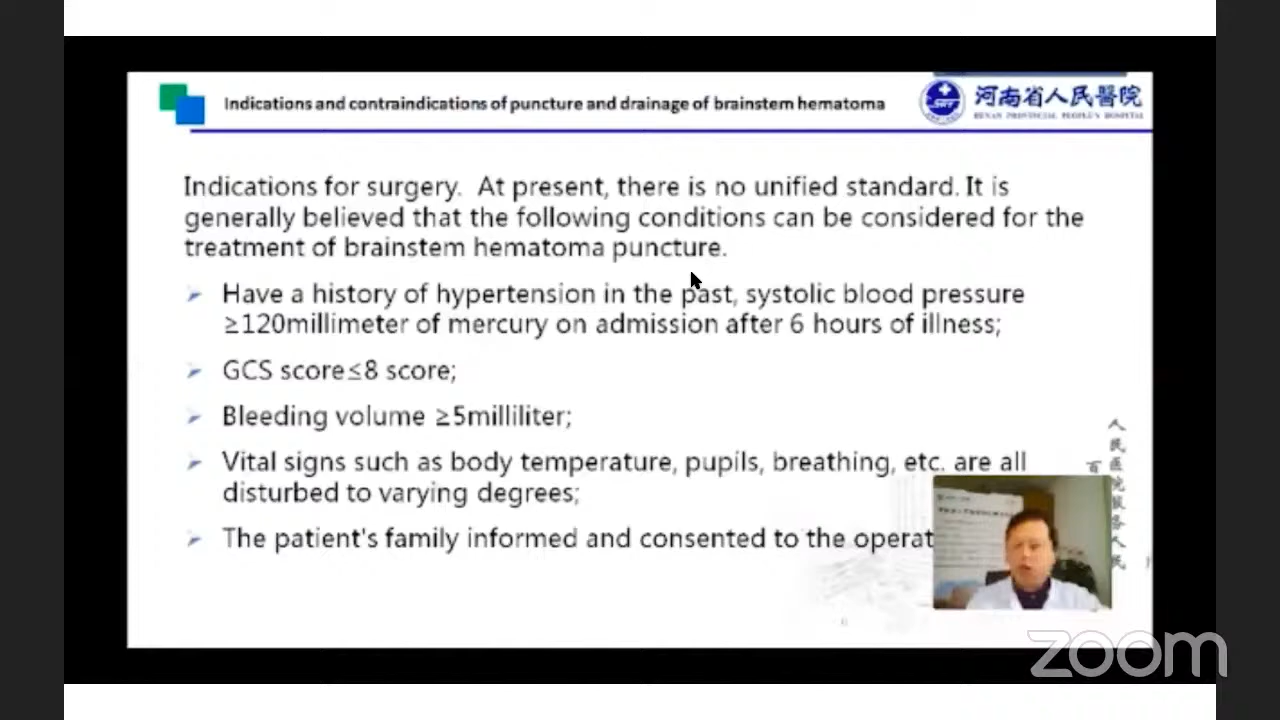 Indications and contraindications of puncture and drainage of brainstem hematoma
河南省人民醫院
HENAN PROVINCIAL PEOPLE'S HOSPITAL
Indications for surgery. At present, there is no unified standard. It is
generally believed that the following conditions can be considered for the
treatment of brainstem hematoma puncture.
Have a history of hypertension in the past, systolic blood pressure
≥120millimeter of mercury on admission after 6 hours of illness;
GCS score≤8 score;
Bleeding volume ≥5milliliter;
Vital signs such as body temperature, pupils, breathing, etc. are all
disturbed to varying degrees;
The patient's family informed and consented to the operat
人民医院服务人民
百
zoom